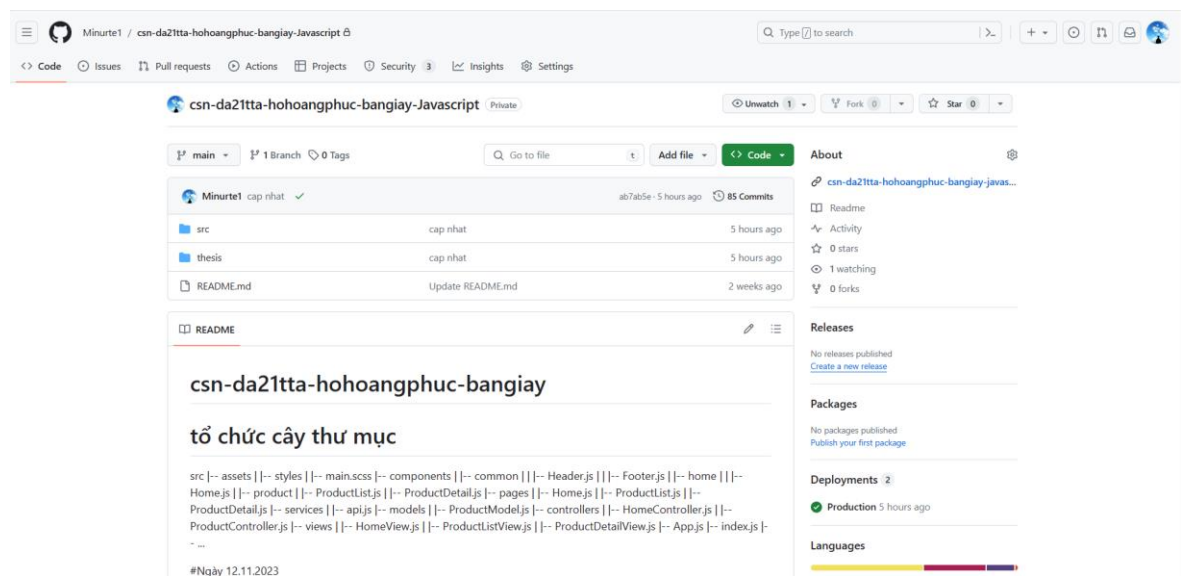 Minurte1 / csn-da21tta-hohoangphuc-bangiay-Javascript
Type / to search
Code
Issues
Pull requests
Actions
Projects
Security 3
Insights
Settings
csn-da21tta-hohoangphuc-bangiay-Javascript Private
Unwatch 1
Fork 0
Star 0
main
1 Branch
0 Tags
Go to file t
Add file
Code
Minurte1 cap nhat
ab7ab5e · 5 hours ago
85 Commits
src cap nhat 5 hours ago
thesis cap nhat 5 hours ago
README.md Update README.md 2 weeks ago
README
csn-da21tta-hohoangphuc-bangiay
tổ chức cây thư mục
src |-- assets | |-- styles | |-- main.scss |-- components | |-- common | | |-- Header.js | | |-- Footer.js | |-- home | | |--
Home.js | |-- product | |-- ProductList.js | |-- ProductDetail.js |-- pages | |-- Home.js | |-- ProductList.js | |--
ProductDetail.js |-- services | |-- api.js |-- models | |-- ProductModel.js |-- controllers | |-- HomeController.js | |--
ProductController.js |-- views | |-- HomeView.js | |-- ProductListView.js | |-- ProductDetailView.js |-- App.js |-- index.js |-
- ...
#Ngày 12.11.2023
About
csn-da21tta-hohoangphuc-bangiay-javas...
Readme
Activity
0 stars
1 watching
0 forks
Releases
No releases published
Create a new release
Packages
No packages published
Publish your first package
Deployments 2
Production 5 hours ago
Languages